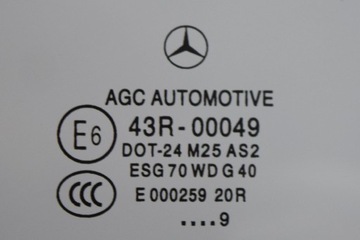 AGC AUTOMOTIVE
E6 43R-00049
DOT-24 M25 AS2
ESG 70 WD G 40
CCC E 000259 20R
....9